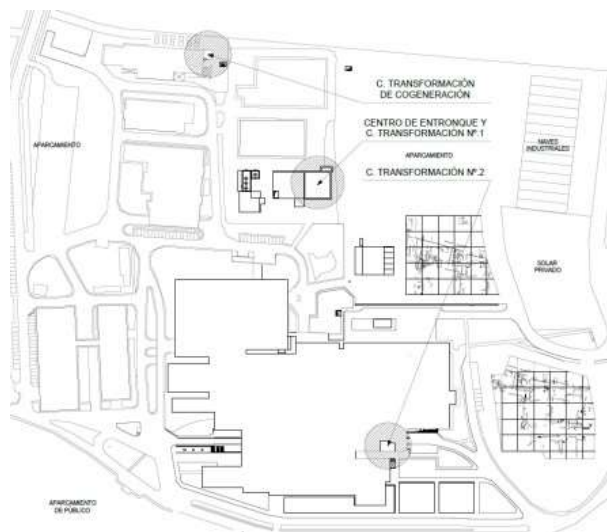 C. TRANSFORMACIÓN
DE COGENERACIÓN
CENTRO DE ENTRONQUE Y
C. TRANSFORMACIÓN Nº.1
APARCAMIENTO
C. TRANSFORMACIÓN Nº.2
APARCAMIENTO
NAVES
INDUSTRIALES
SOLAR
PRIVADO
APARCAMIENTO
DE PÚBLICO